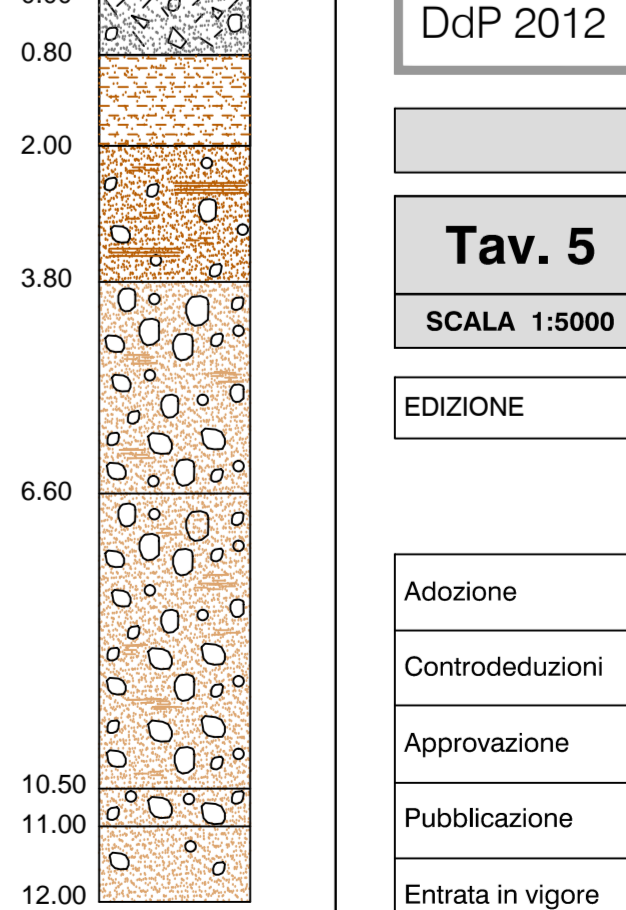 0.80
2.00
3.80
6.60
10.50
11.00
12.00
DdP 2012
Tav. 5
SCALA 1:5000
EDIZIONE
Adozione
Controdeduzioni
Approvazione
Pubblicazione
Entrata in vigore